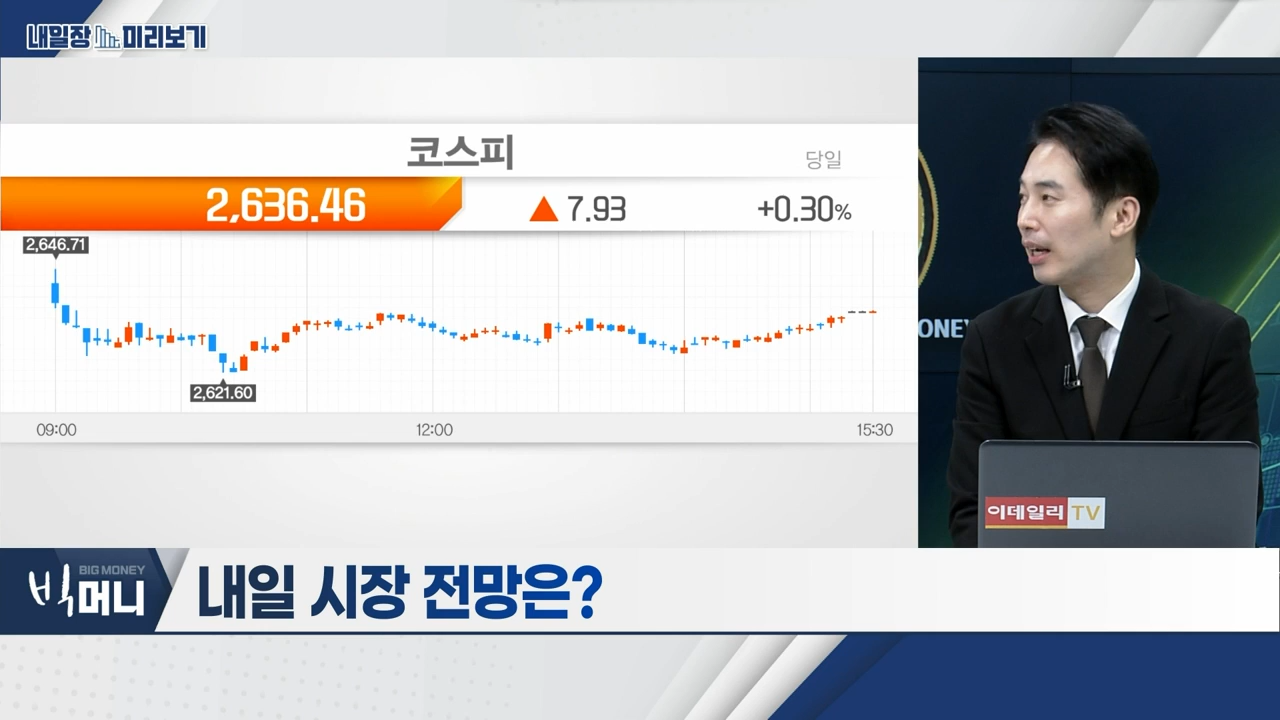 내일장 미리보기
코스피
당일
2,636.46 ▲ 7.93 +0.30%
2,646.71
2,621.60
09:00 12:00 15:30
ONEY
이데일리 TV
BIG MONEY
빅머니
내일 시장 전망은?